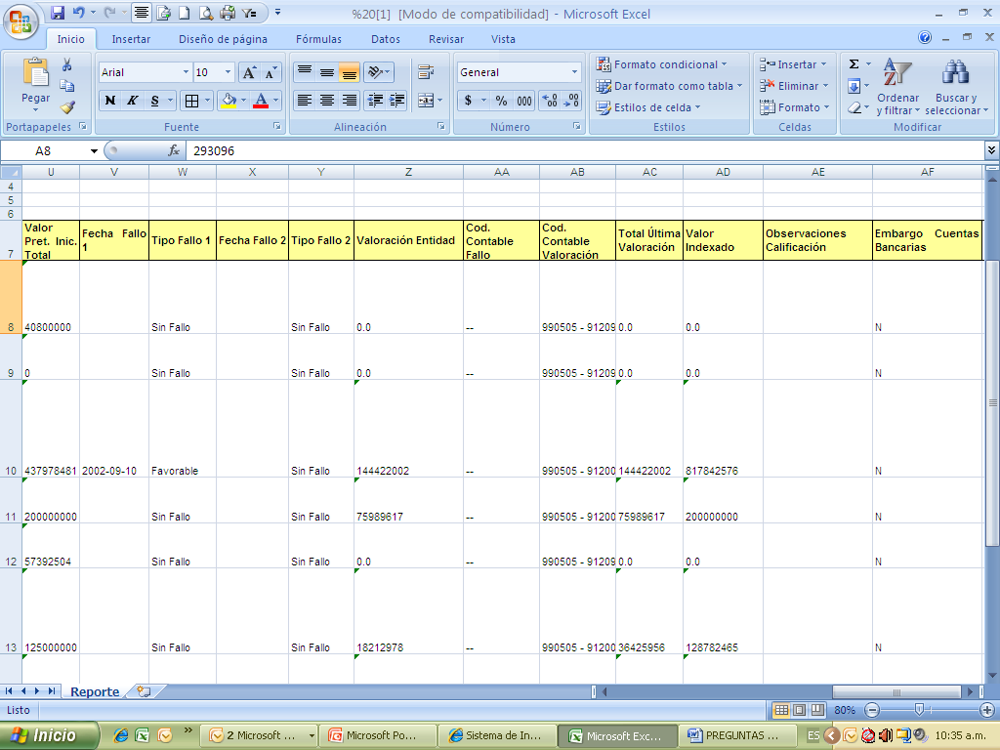 %20[1] [Modo de compatibilidad] - Microsoft Excel
Inicio Insertar Diseño de página Fórmulas Datos Revisar Vista
Pegar
Portapapeles
Arial 10
N K S
Fuente
Alineación
General
$ % 000
Número
Formato condicional
Dar formato como tabla
Estilos de celda
Estilos
Insertar
Eliminar
Formato
Celdas
Σ
Ordenar y filtrar
Buscar y seleccionar
Modificar
A8 fx 293096
U V W X Y Z AA AB AC AD AE AF
4
5
6
7 Valor Pret. Inic. Total Fecha Fallo 1 Tipo Fallo 1 Fecha Fallo 2 Tipo Fallo 2 Valoración Entidad Cod. Contable Fallo Cod. Contable Valoración Total Última Valoración Valor Indexado Observaciones Calificación Embargo Cuentas Bancarias
8 40800000 Sin Fallo Sin Fallo 0.0 -- 990505 - 91209 0.0 0.0 N
9 0 Sin Fallo Sin Fallo 0.0 -- 990505 - 91209 0.0 0.0 N
10 437978481 2002-09-10 Favorable Sin Fallo 144422002 -- 990505 - 91200 144422002 817842576 N
11 200000000 Sin Fallo Sin Fallo 75989617 -- 990505 - 91200 75989617 200000000 N
12 57392504 Sin Fallo Sin Fallo 0.0 -- 990505 - 91209 0.0 0.0 N
13 125000000 Sin Fallo Sin Fallo 18212978 -- 990505 - 91200 36425956 128782465 N
Reporte
Listo 80%
Inicio » 2 Microsoft ... Microsoft Po... Sistema de In... Microsoft Exc... PREGUNTAS ... ES 10:35 a.m.